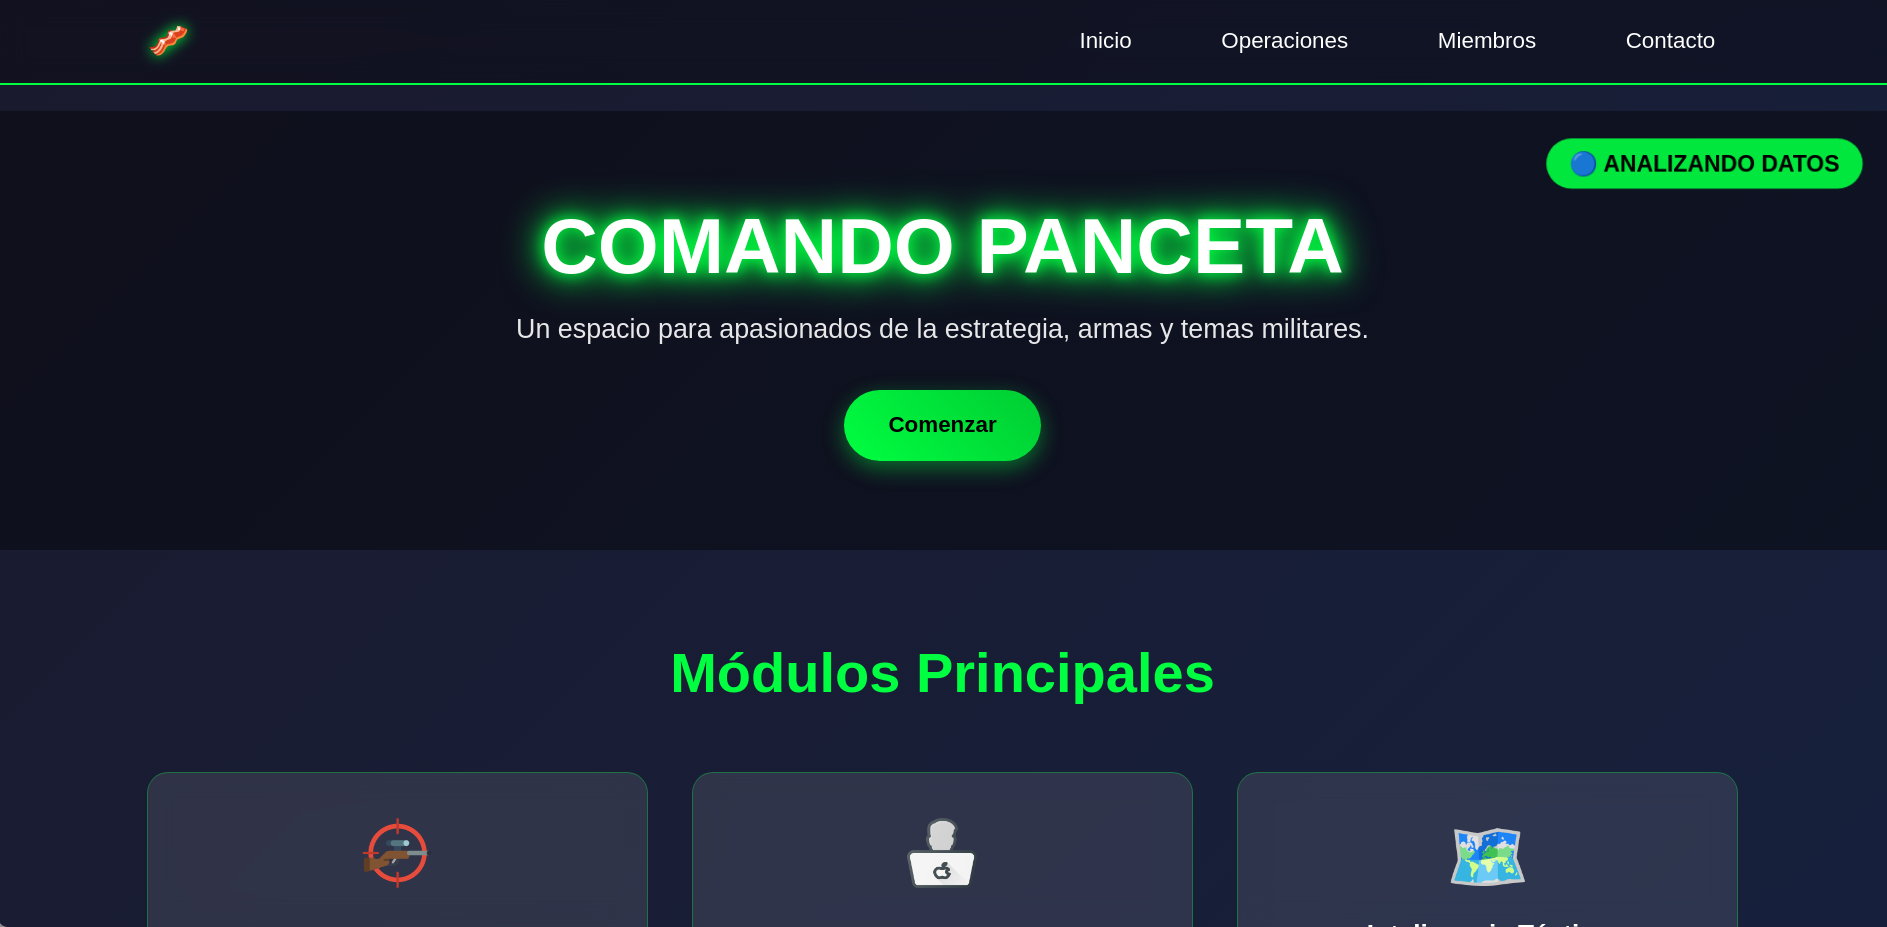 Inicio
Operaciones
Miembros
Contacto
🔵 ANALIZANDO DATOS
COMANDO PANCETA
Un espacio para apasionados de la estrategia, armas y temas militares.
Comenzar
Módulos Principales